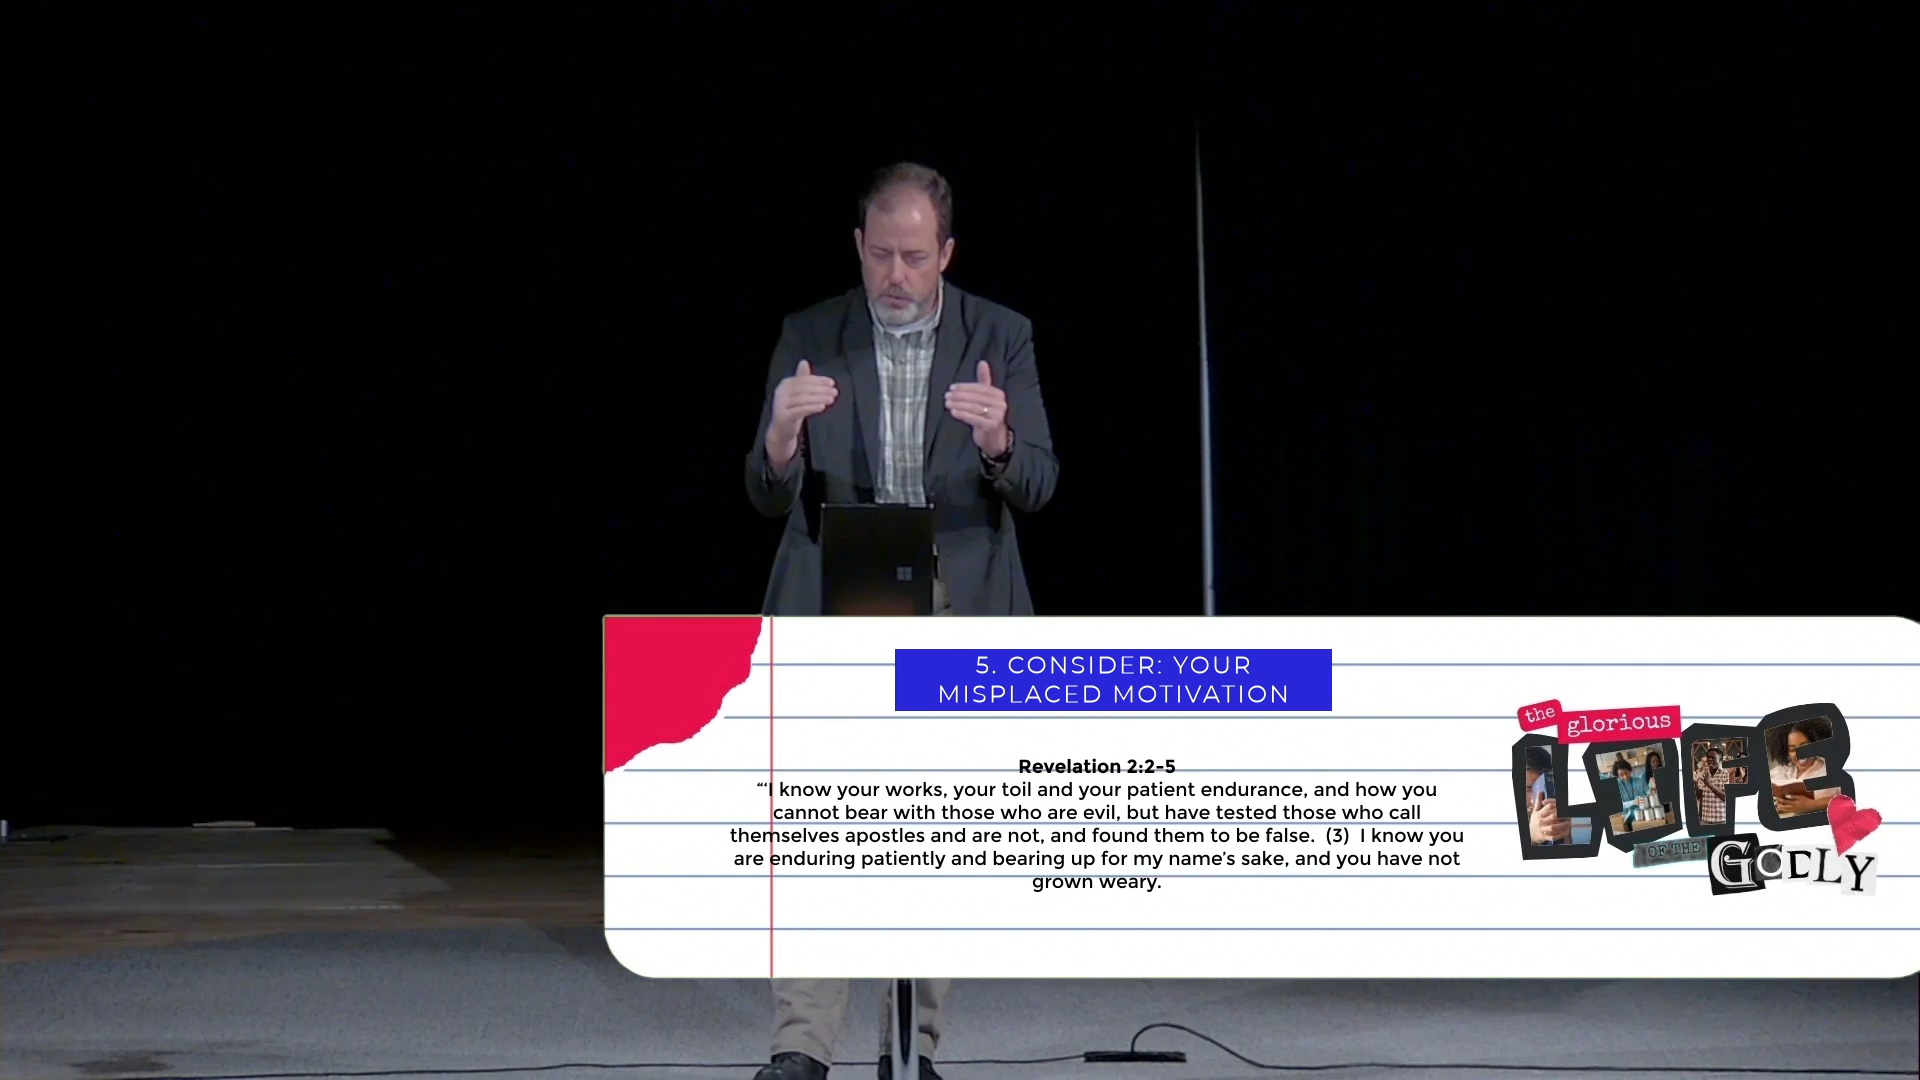 5. CONSIDER: YOUR
MISPLACED MOTIVATION
Revelation 2:2-5
“‘I know your works, your toil and your patient endurance, and how you
cannot bear with those who are evil, but have tested those who call
themselves apostles and are not, and found them to be false.  (3)  I know you
are enduring patiently and bearing up for my name’s sake, and you have not
grown weary.
the
glorious
LIFE
OF THE
GODLY